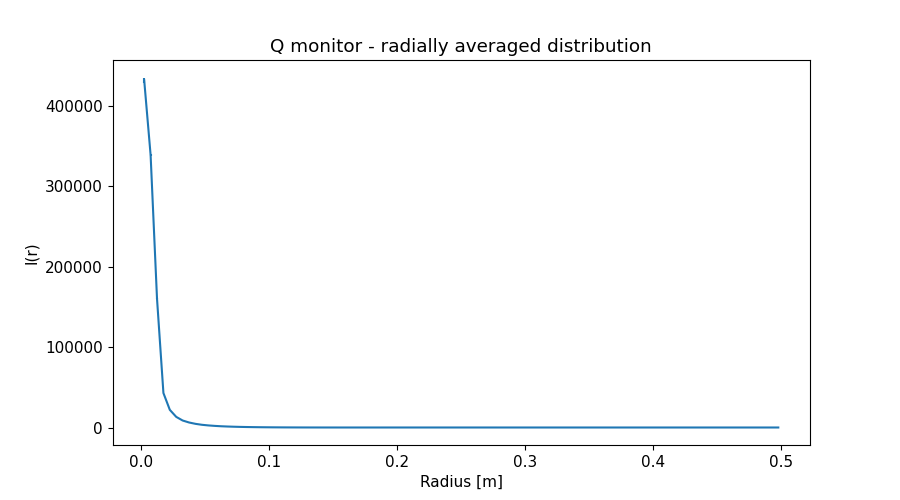 Q monitor - radially averaged distribution
400000
300000
200000
100000
0
I(r)
0.0 0.1 0.2 0.3 0.4 0.5
Radius [m]